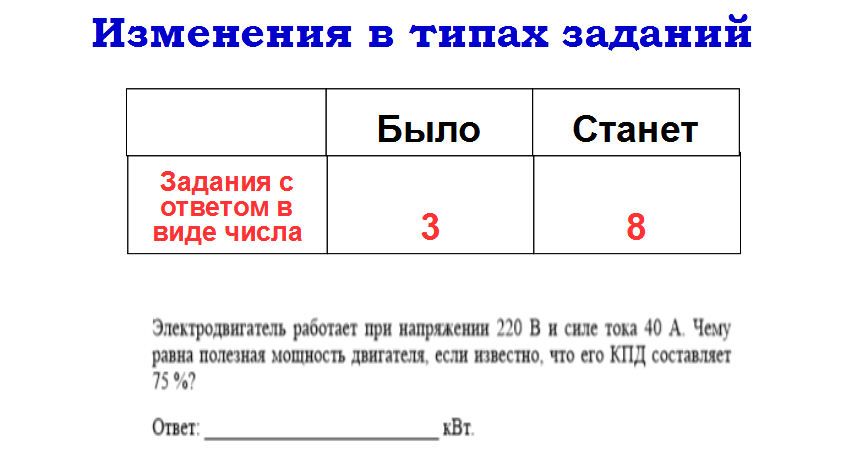 Изменения в типах заданий
Было
Станет
Задания с
ответом в
виде числа
3
8
Электродвигатель работает при напряжении 220 В и силе тока 40 А. Чему
равна полезная мощность двигателя, если известно, что его КПД составляет
75 %?
Ответ: ________________________ кВт.